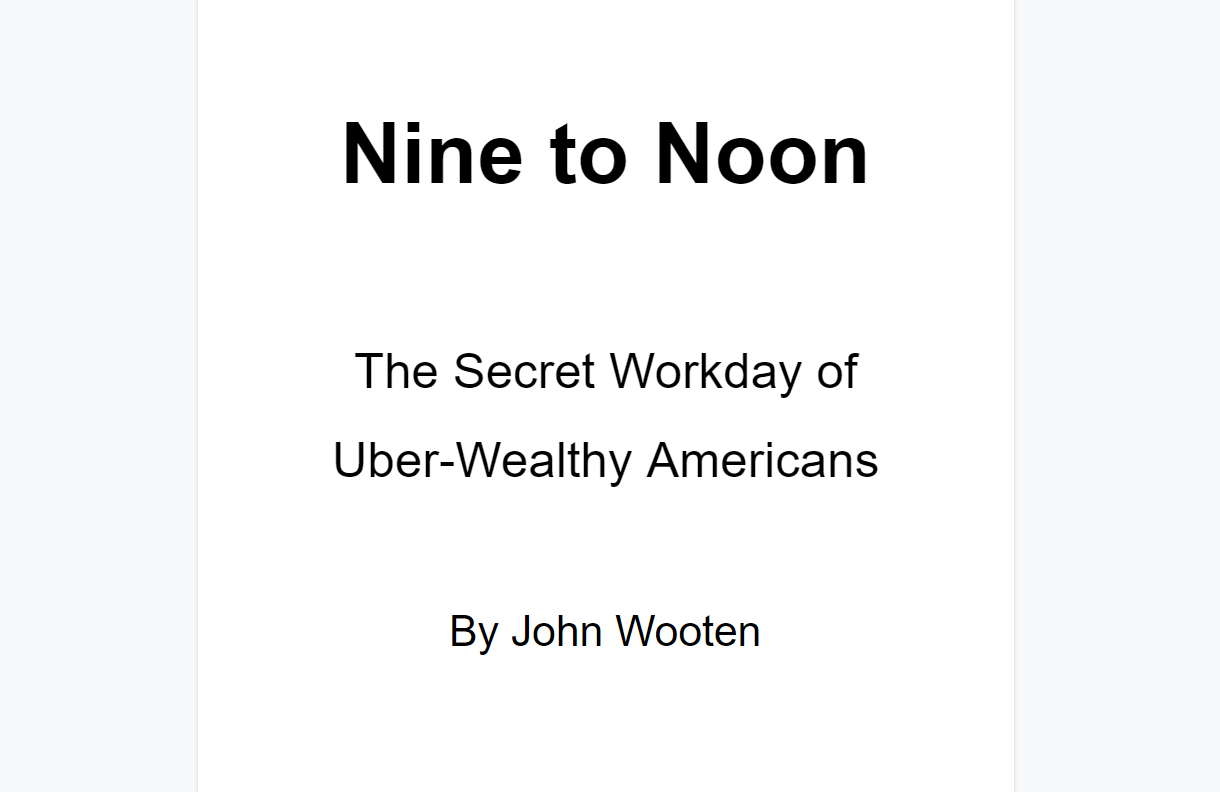 Nine to Noon
The Secret Workday of
Uber-Wealthy Americans
By John Wooten